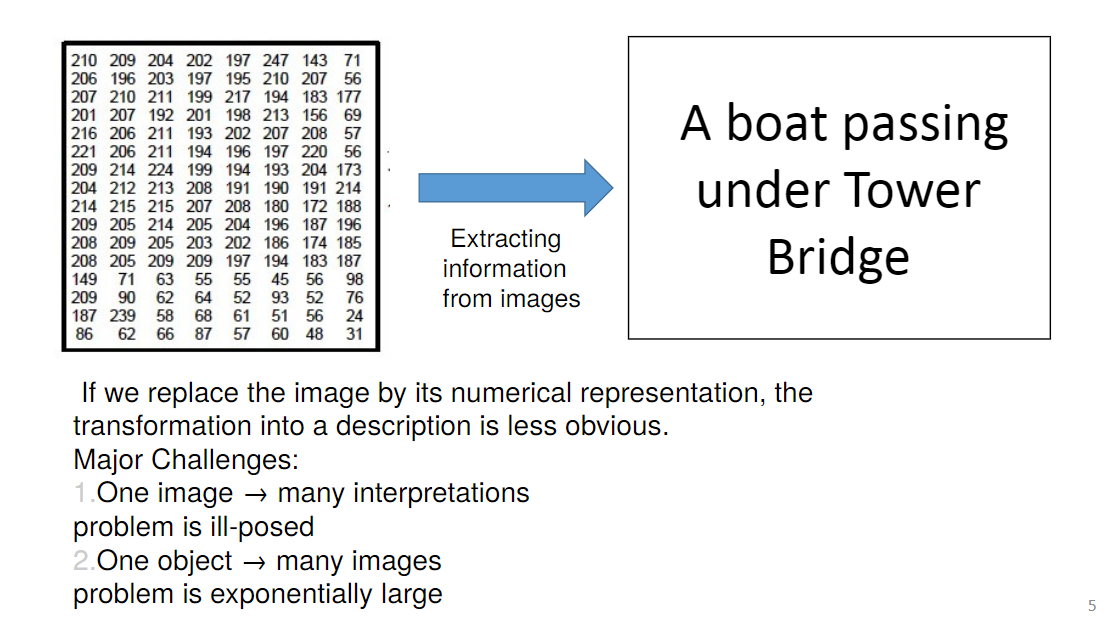 210 209 204 202 197 247 143 71
206 196 203 197 195 210 207 56
207 210 211 199 217 194 183 177
201 207 192 201 198 213 156 69
216 206 211 193 202 207 208 57
221 206 211 194 196 197 220 56
209 214 224 199 194 193 204 173
204 212 213 208 191 190 191 214
214 215 215 207 208 180 172 188
209 205 214 205 204 196 187 196
208 209 205 203 202 186 174 185
208 205 209 209 197 194 183 187
149 71 63 55 55 45 56 98
209 90 62 64 52 93 52 76
187 239 58 68 61 51 56 24
86 62 66 87 57 60 48 31
Extracting
information
from images
A boat passing
under Tower
Bridge
If we replace the image by its numerical representation, the
transformation into a description is less obvious.
Major Challenges:
1.One image → many interpretations
problem is ill-posed
2.One object → many images
problem is exponentially large
5